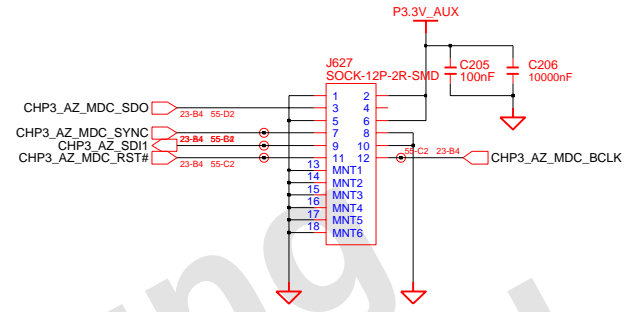 P3.3V_AUX
J627
SOCK-12P-2R-SMD
C205
100nF
C206
10000nF
1 2
CHP3_AZ_MDC_SDO 23-B4 55-D2 3 4
5 6
CHP3_AZ_MDC_SYNC 7 8
CHP3_AZ_SDI1 23-B4 9 10
CHP3_AZ_MDC_RST# 23-B4 55-C2 11 12 55-C2 23-B4 CHP3_AZ_MDC_BCLK
13 MNT1
14 MNT2
15 MNT3
16 MNT4
17 MNT5
18 MNT6